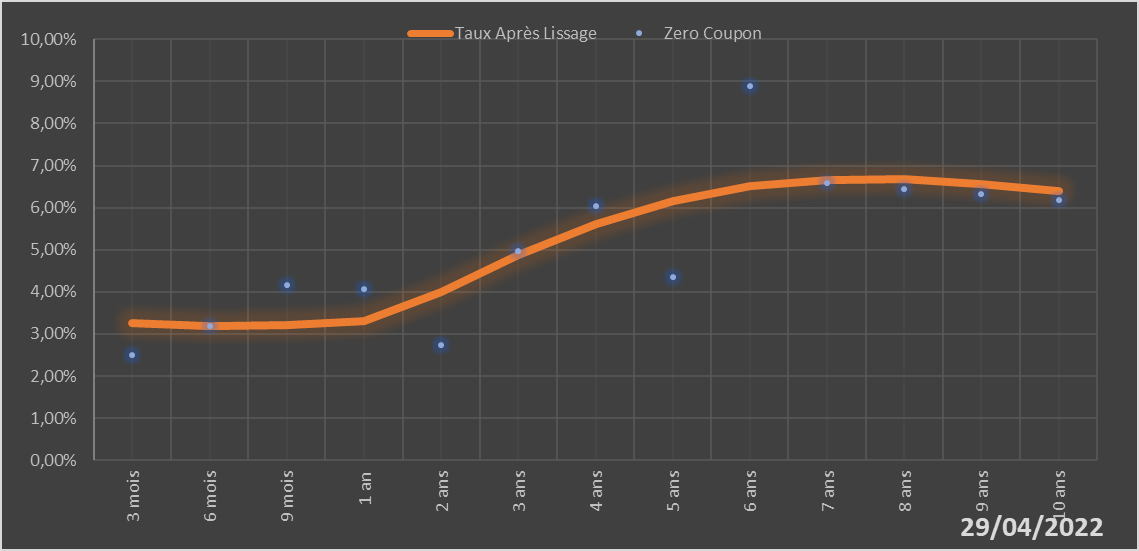 Taux Après Lissage Zero Coupon
10,00%
9,00%
8,00%
7,00%
6,00%
5,00%
4,00%
3,00%
2,00%
1,00%
0,00%
3 mois
6 mois
9 mois
1 an
2 ans
3 ans
4 ans
5 ans
6 ans
7 ans
8 ans
9 ans
10 ans
29/04/2022